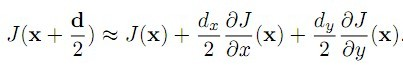 J(𝐱 + 𝐝/2) ≈ J(𝐱) + d_x/2 ∂J/∂x (𝐱) + d_y/2 ∂J/∂y (𝐱).